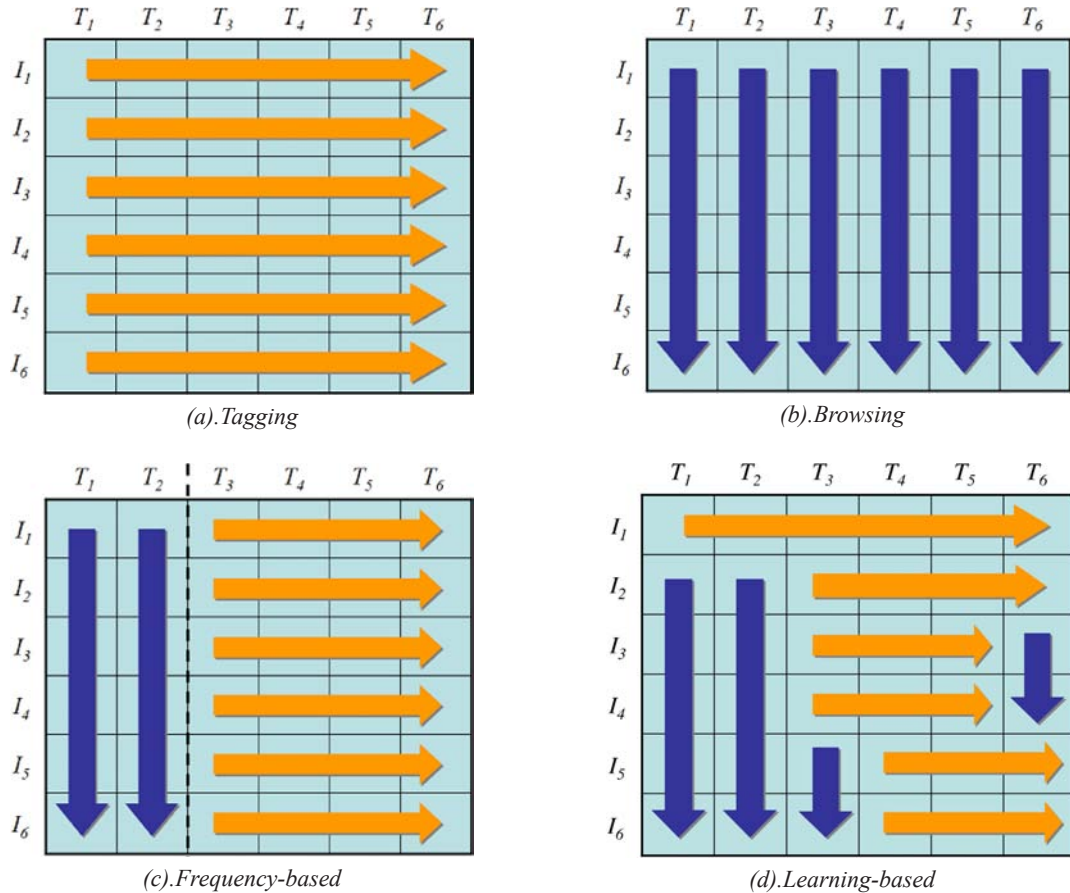 T1 T2 T3 T4 T5 T6
I1
I2
I3
I4
I5
I6
(a).Tagging
T1 T2 T3 T4 T5 T6
I1
I2
I3
I4
I5
I6
(b).Browsing
T1 T2 T3 T4 T5 T6
I1
I2
I3
I4
I5
I6
(c).Frequency-based
T1 T2 T3 T4 T5 T6
I1
I2
I3
I4
I5
I6
(d).Learning-based